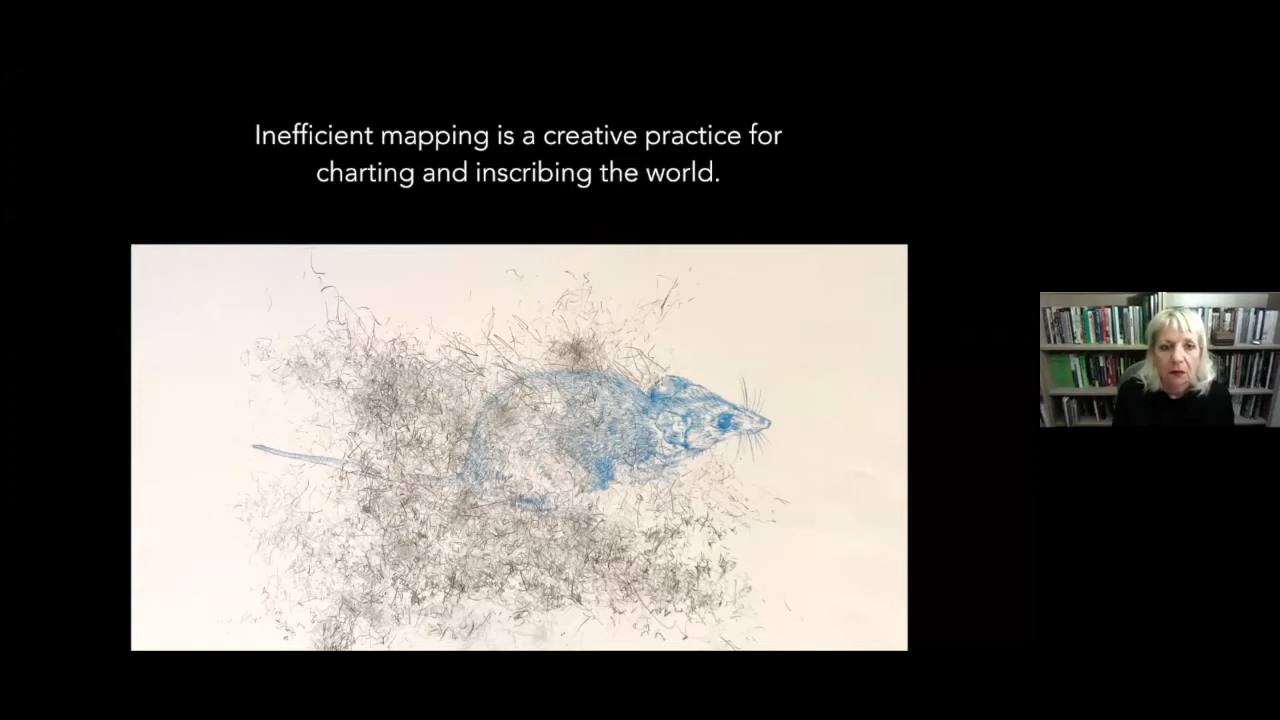 Inefficient mapping is a creative practice for
charting and inscribing the world.